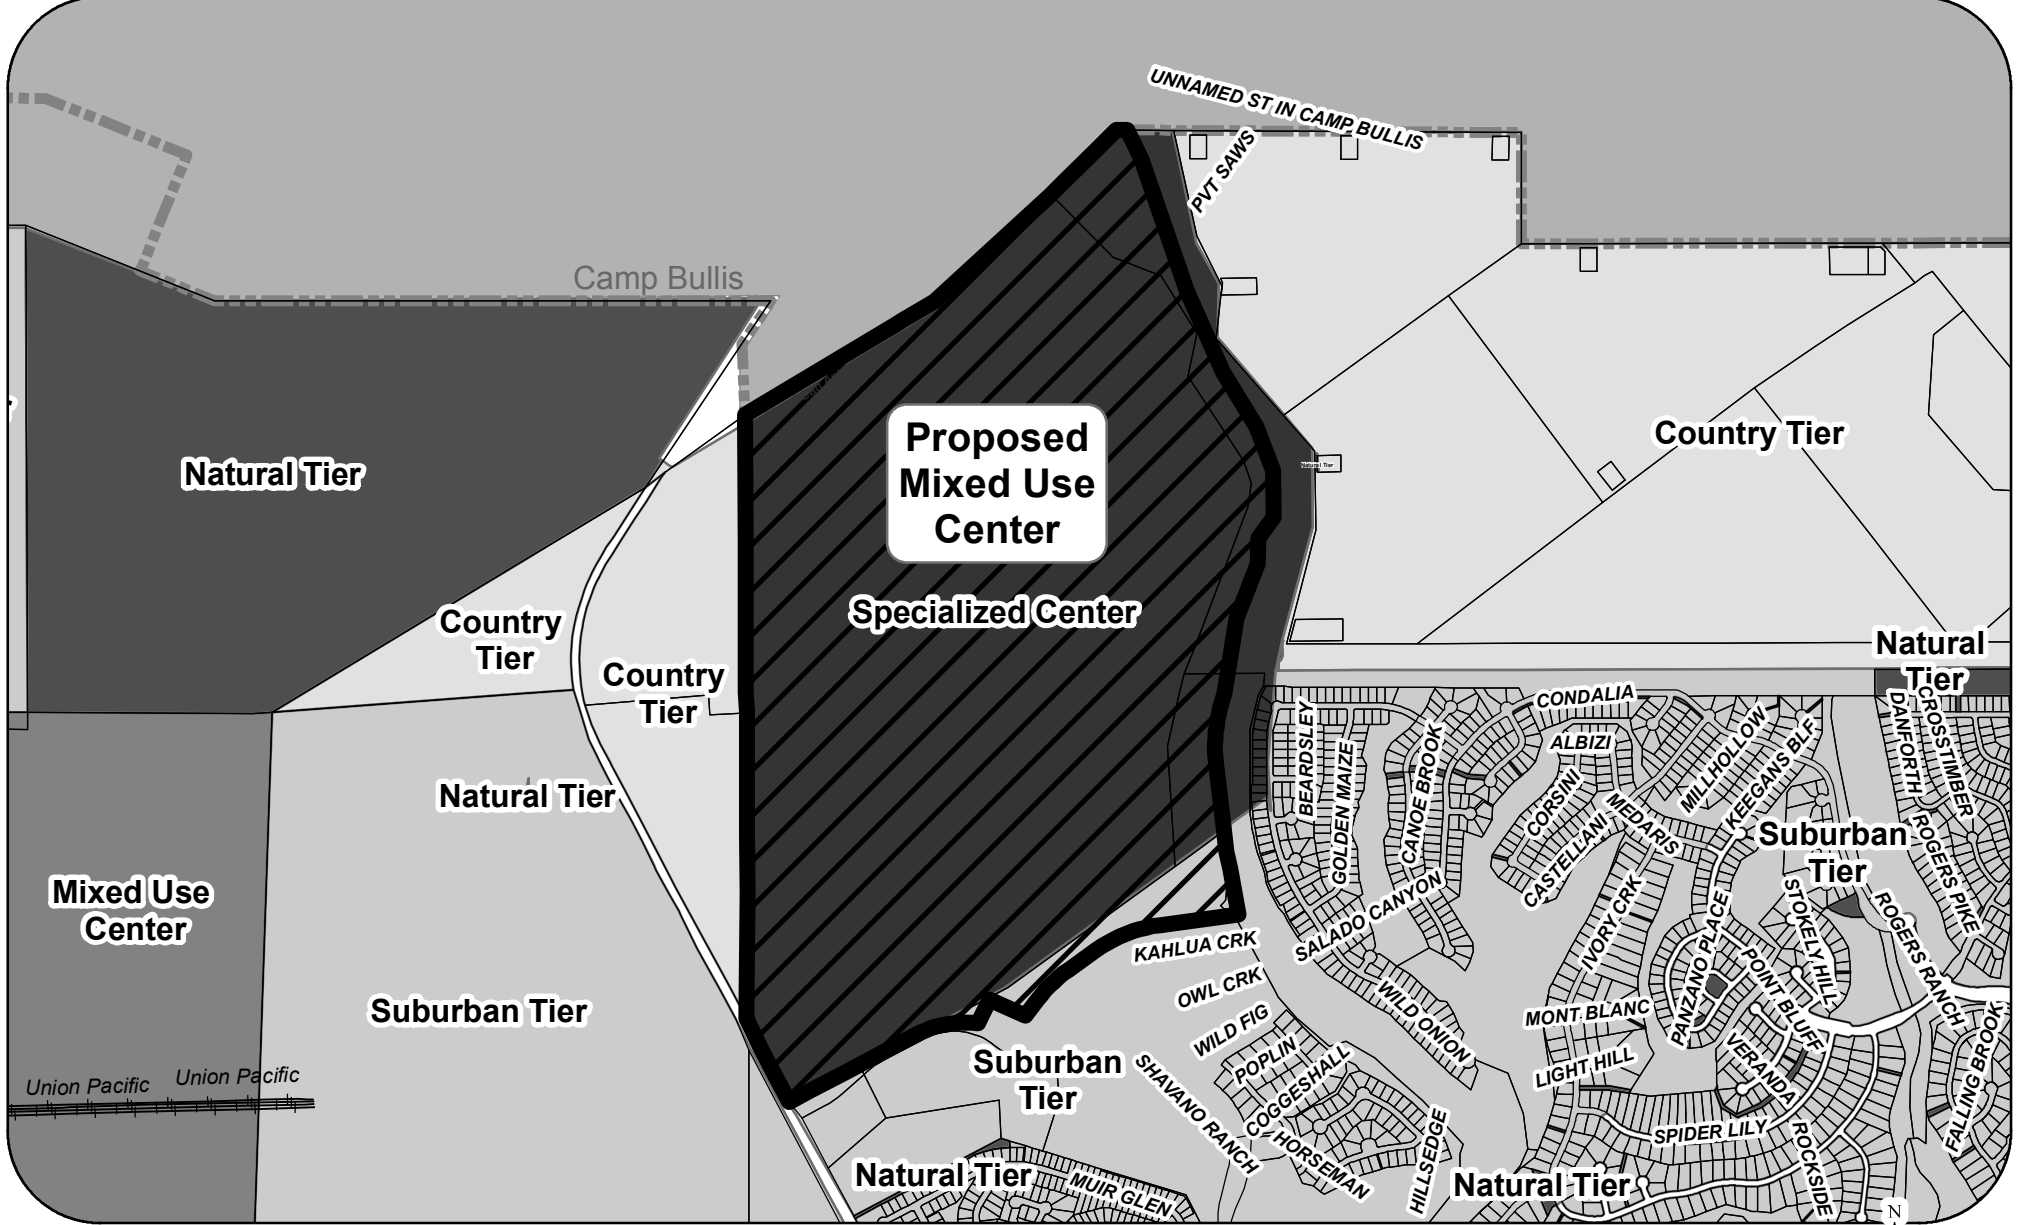 UNNAMED ST IN CAMP BULLIS
PVT SAWS
Camp Bullis
Natural Tier
Proposed
Mixed Use
Center
Country Tier
Natural Tier
Specialized Center
Country
Tier
Country
Tier
Natural
Tier
Natural Tier
CONDALIA
ALBIZI
BEARDSLEY
GOLDEN MAIZE
CANOE BROOK
CORSINI
CASTELLANI
MEDARIS
MILLHOLLOW
KEEGANS BLF
DANFORTH
CROSSTIMBER
ROGERS PIKE
Suburban
Tier
Mixed Use
Center
SALADO CANYON
IVORY CRK
PANZANO PLACE
STOKELY HILL
ROGERS RANCH
KAHLUA CRK
OWL CRK
WILD FIG
POPLIN
COGGESHALL
WILD ONION
MONT BLANC
POINT BLUFF
LIGHT HILL
VERANDA
FALLING BROOK
Suburban Tier
Suburban
Tier
Union Pacific
Union Pacific
SHAVANO RANCH
HORSEMAN
HILLSEDGE
SPIDER LILY
ROCKSIDE
Natural Tier
MUIR GLEN
Natural Tier
N